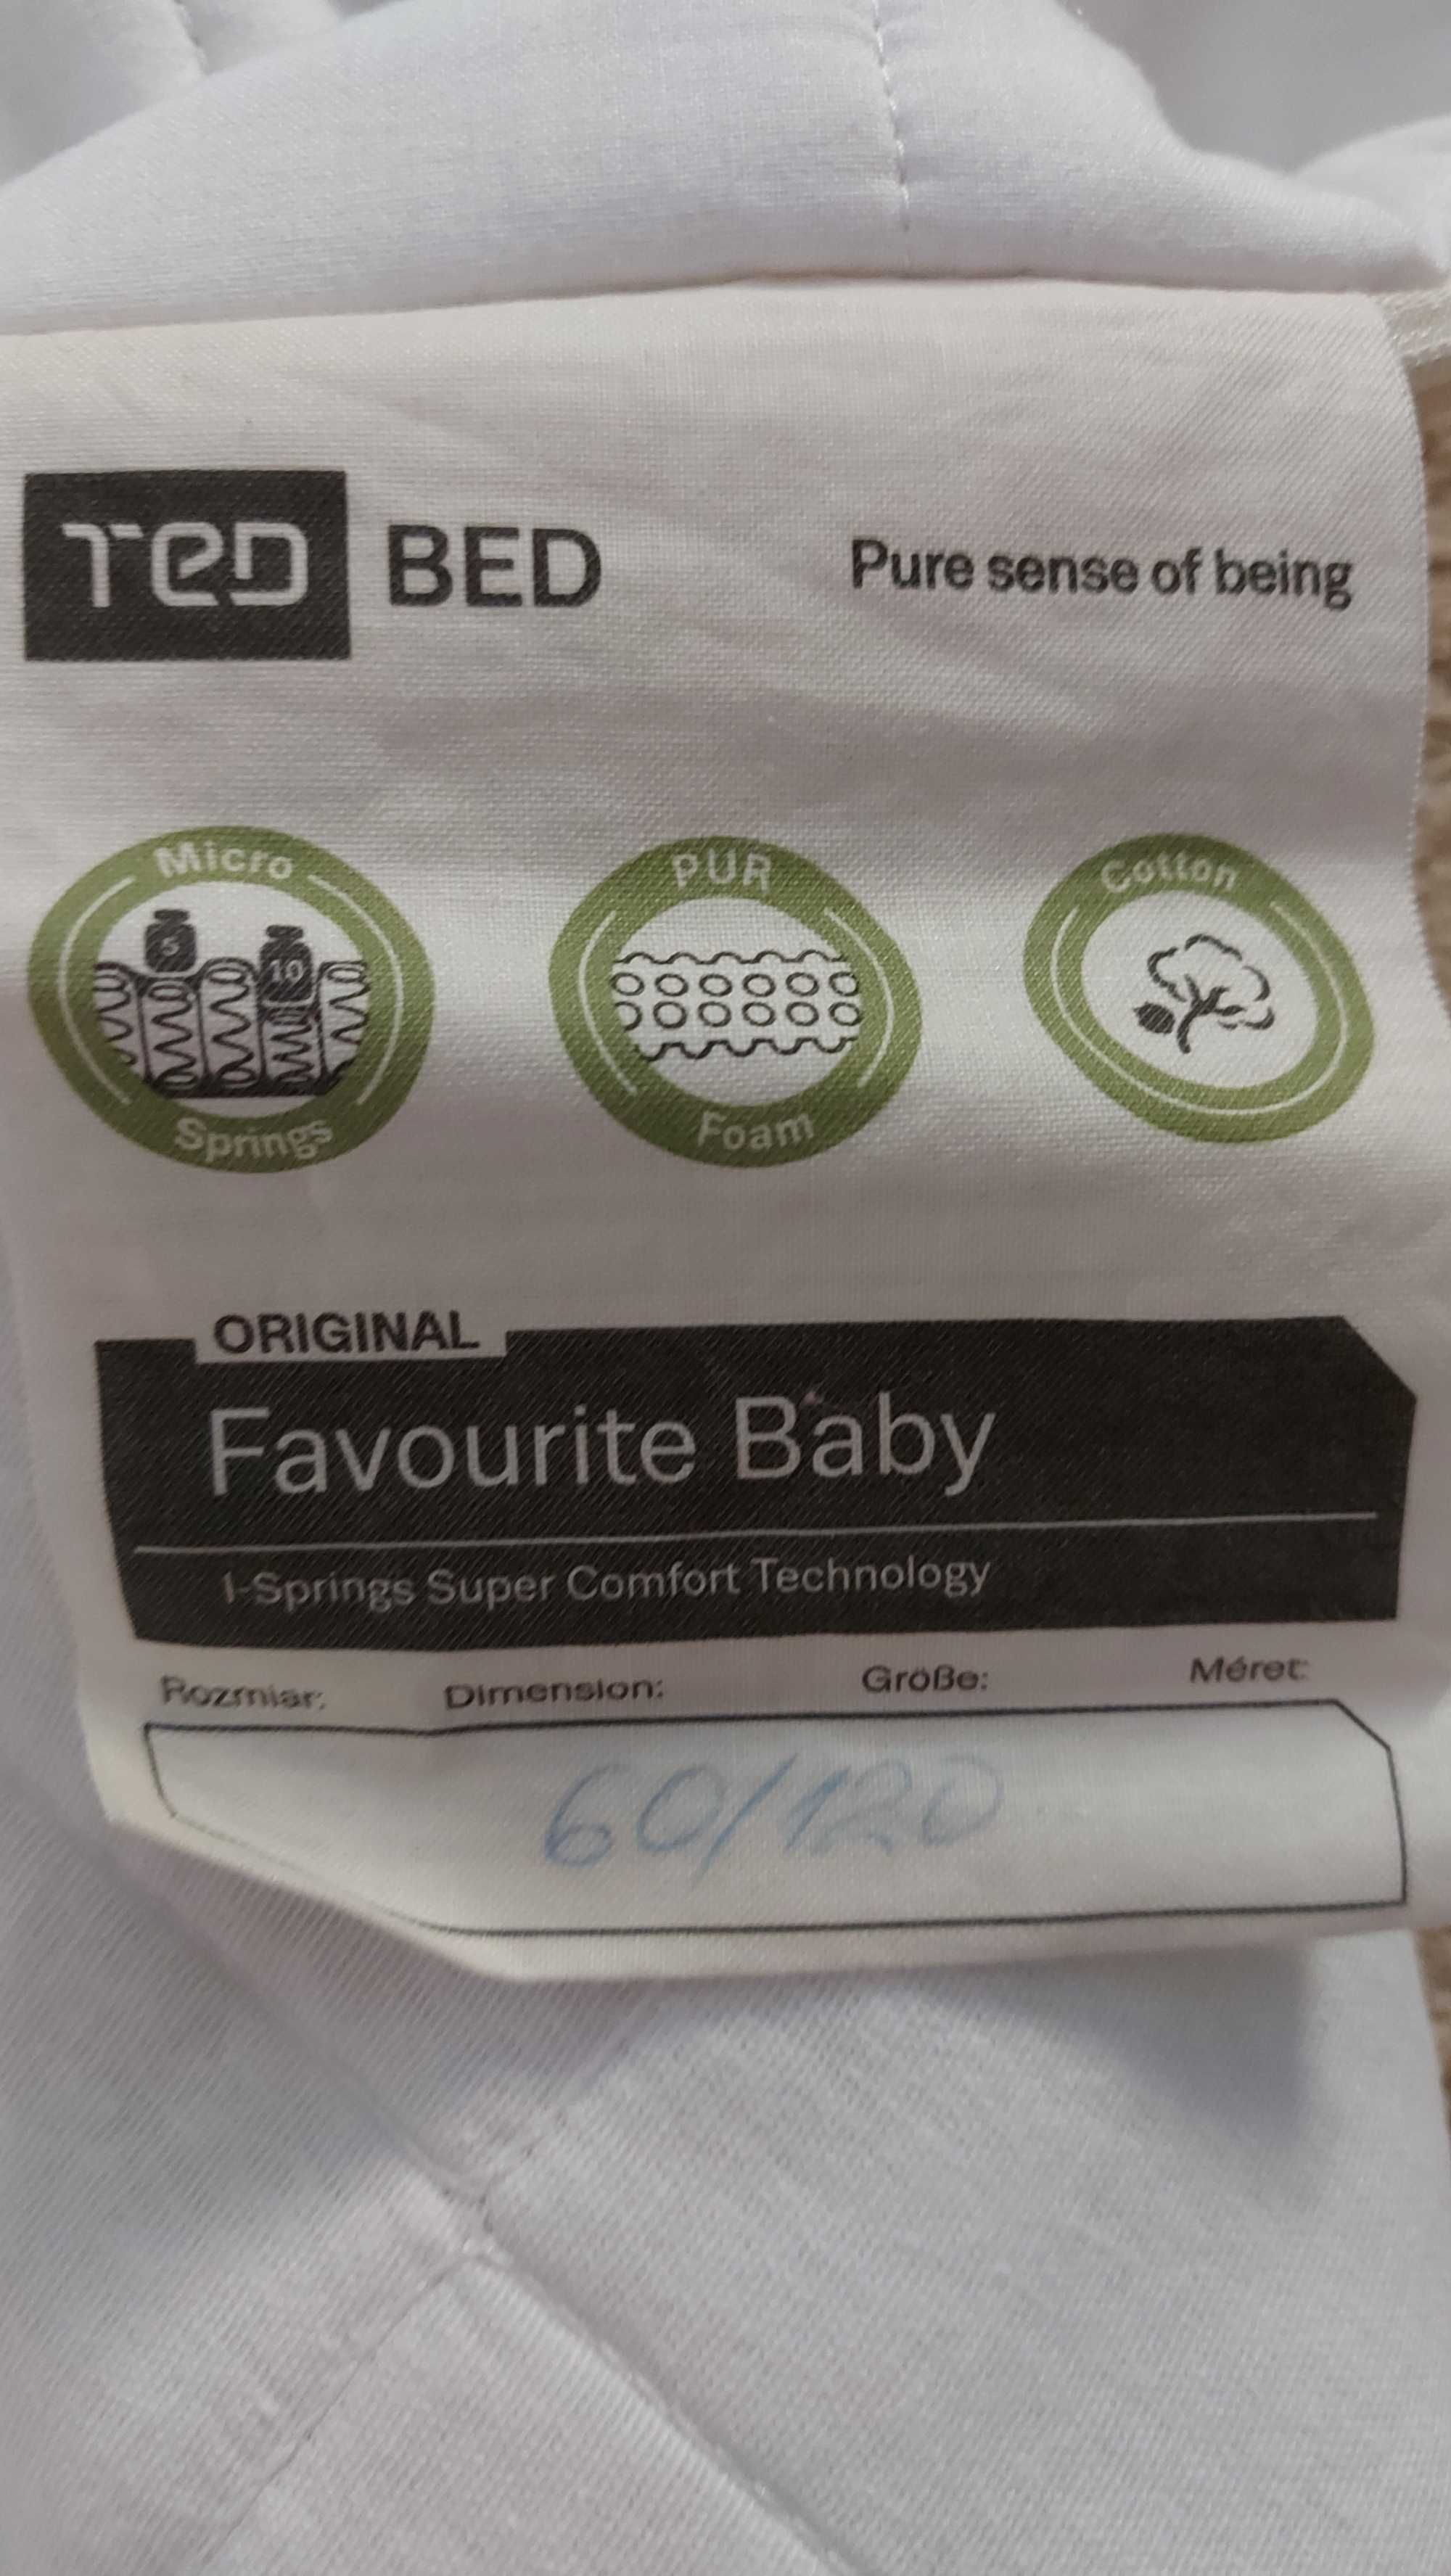 TED BED
Pure sense of being
Micro
5
10
Springs
PUR
Foam
Cotton
ORIGINAL
Favourite Baby
I-Springs Super Comfort Technology
Rozmiar: Dimension: Größe: Méret:
60/120